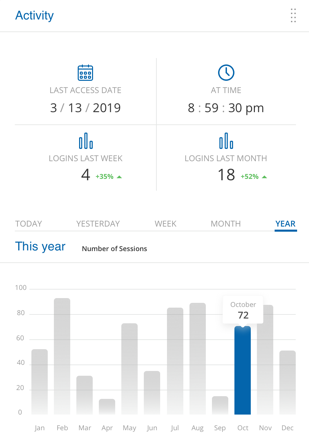 Activity
LAST ACCESS DATE
3 / 13 / 2019
AT TIME
8 : 59 : 30 pm
LOGINS LAST WEEK
4 +35%
LOGINS LAST MONTH
18 +52%
TODAY YESTERDAY WEEK MONTH YEAR
This year Number of Sessions
100
80
60
40
20
0
October
72
Jan Feb Mar Apr May Jun Jul Aug Sep Oct Nov Dec